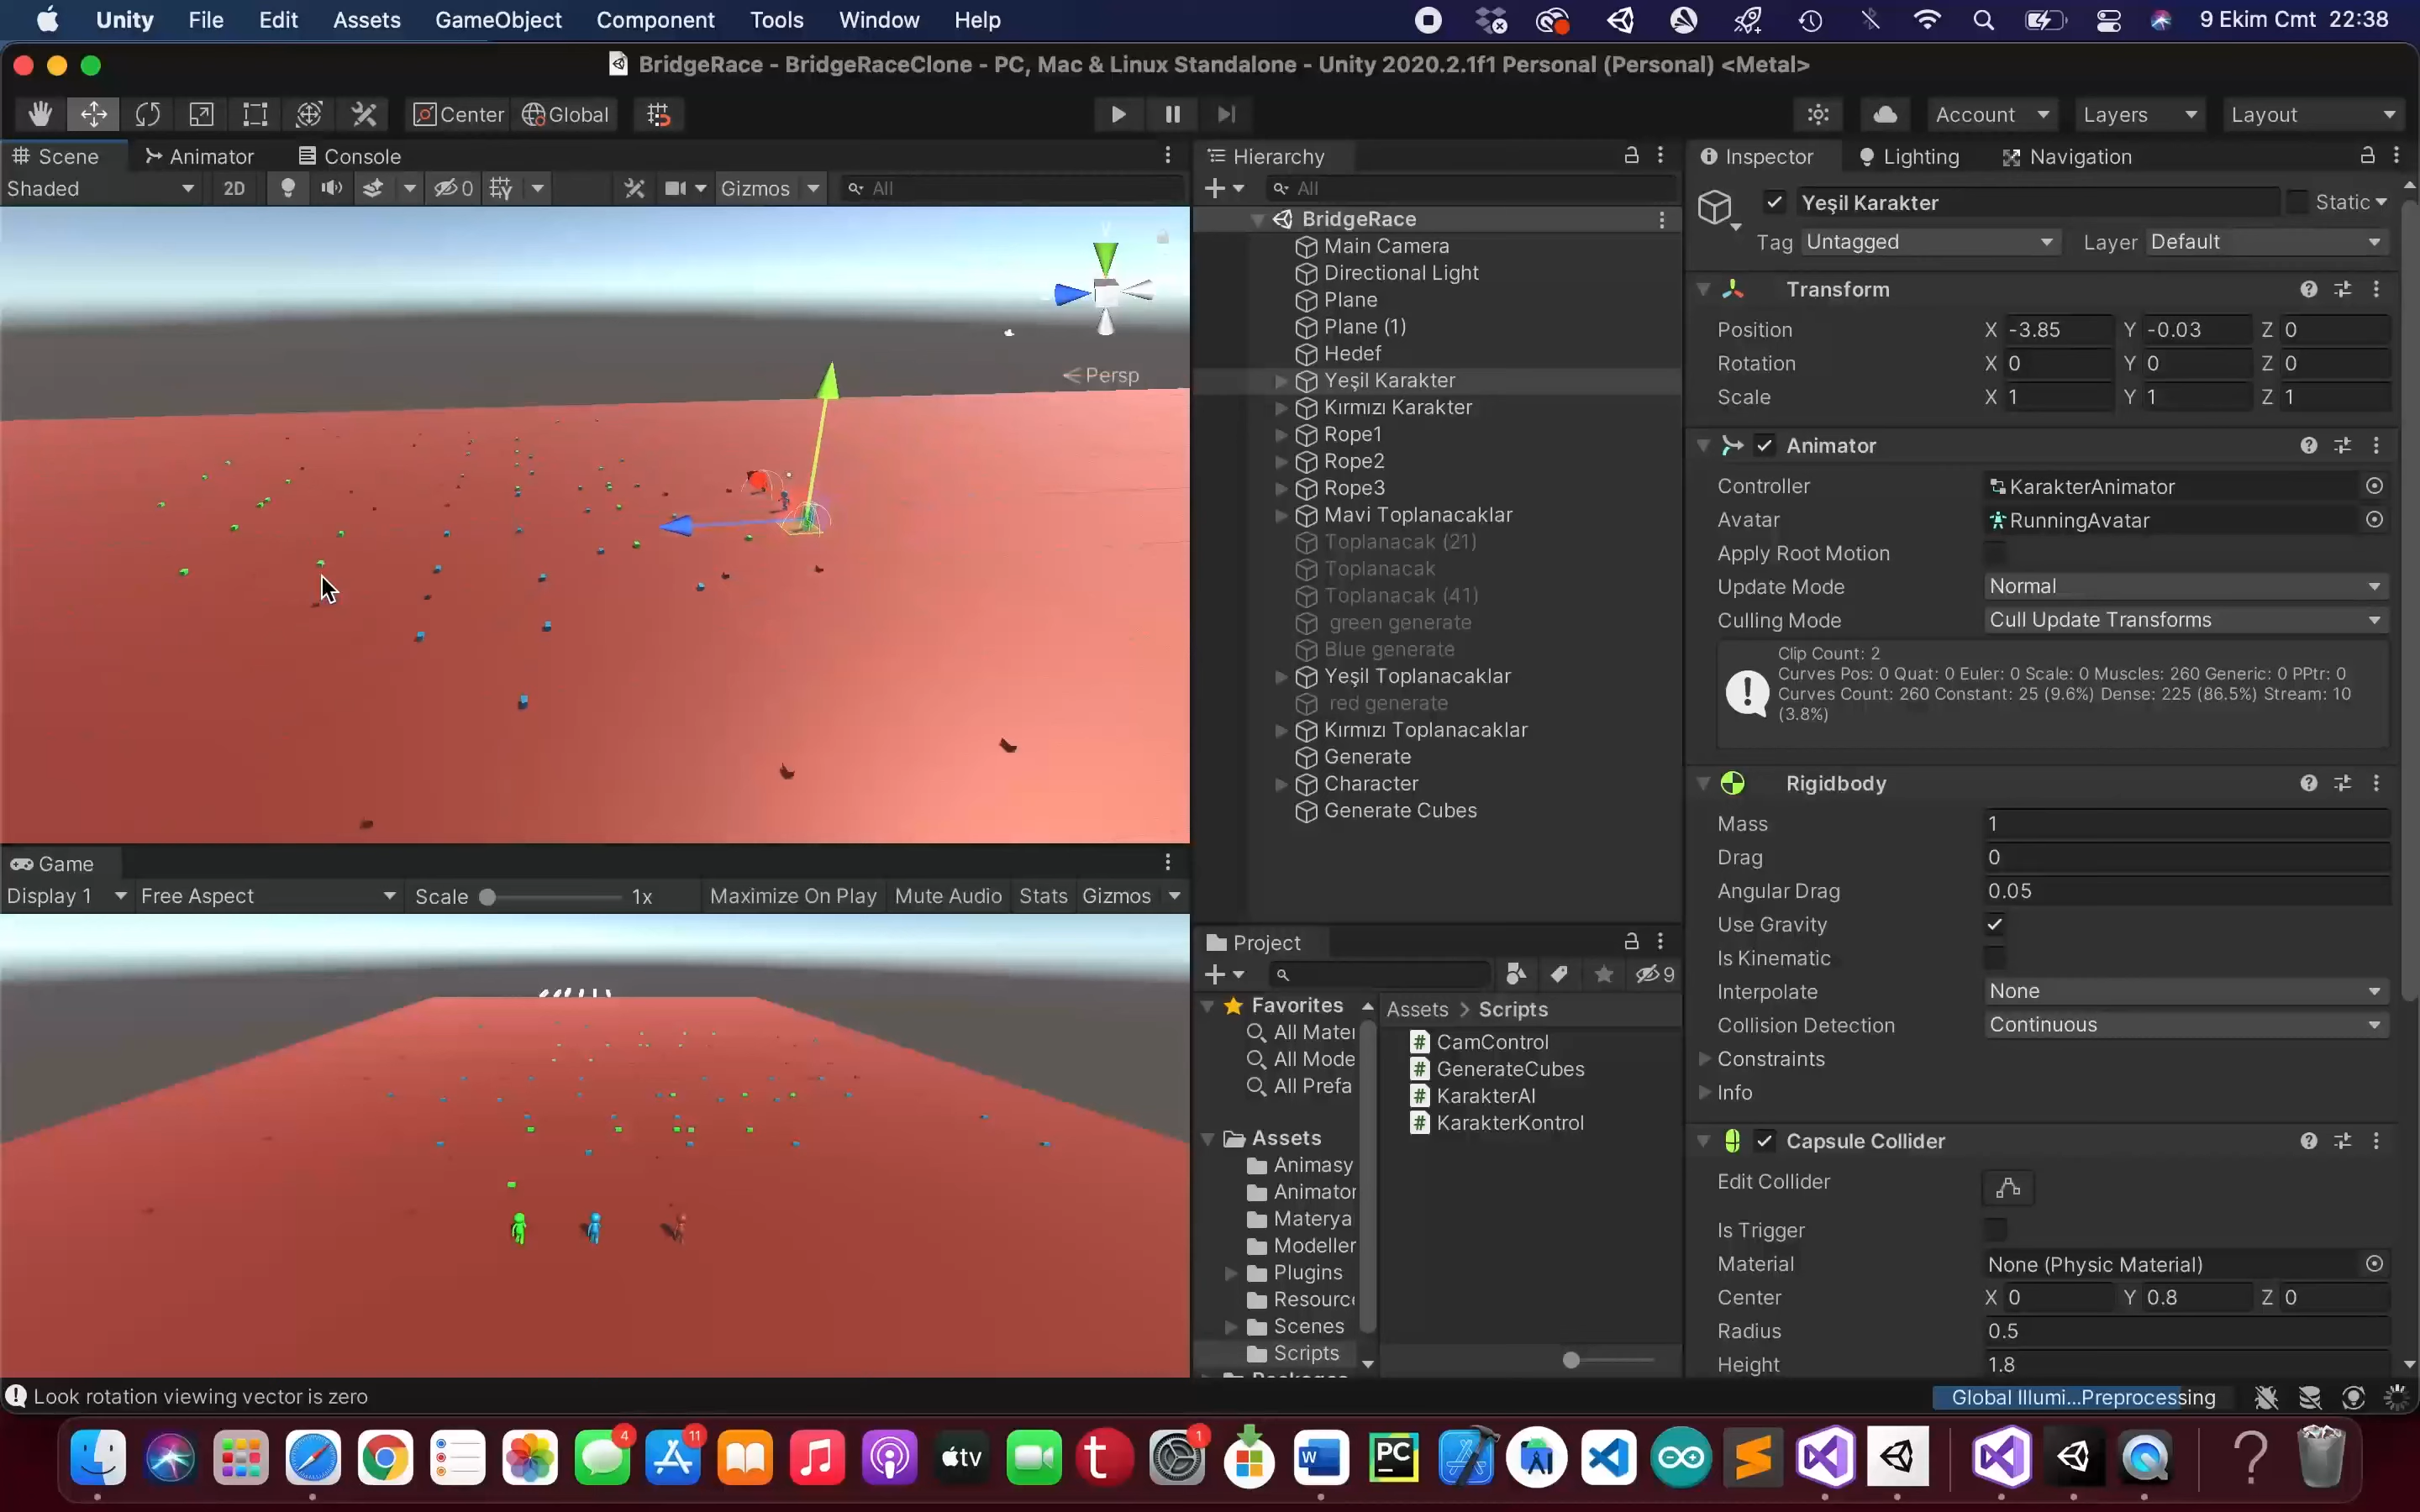 Unity File Edit Assets GameObject Component Tools Window Help 9 Ekim Cmt 22:38
BridgeRace - BridgeRaceClone - PC, Mac & Linux Standalone - Unity 2020.2.1f1 Personal (Personal) <Metal>
Center Global Account Layers Layout
Scene Animator Console
Shaded 2D 0 Gizmos All
Persp
Hierarchy
All
BridgeRace
Main Camera
Directional Light
Plane
Plane (1)
Hedef
Yeşil Karakter
Kırmızı Karakter
Rope1
Rope2
Rope3
Mavi Toplanacaklar
Toplanacak (21)
Toplanacak
Toplanacak (41)
green generate
Blue generate
Yeşil Toplanacaklar
red generate
Kırmızı Toplanacaklar
Generate
Character
Generate Cubes
Inspector Lighting Navigation
Yeşil Karakter Static
Tag Untagged Layer Default
Transform
Position X -3.85 Y -0.03 Z 0
Rotation X 0 Y 0 Z 0
Scale X 1 Y 1 Z 1
Animator
Controller KarakterAnimator
Avatar RunningAvatar
Apply Root Motion
Update Mode Normal
Culling Mode Cull Update Transforms
Clip Count: 2
Curves Pos: 0 Quat: 0 Euler: 0 Scale: 0 Muscles: 260 Generic: 0 PPtr: 0
Curves Count: 260 Constant: 25 (9.6%) Dense: 225 (86.5%) Stream: 10
(3.8%)
Rigidbody
Mass 1
Drag 0
Angular Drag 0.05
Use Gravity
Is Kinematic
Interpolate None
Collision Detection Continuous
Constraints
Info
Capsule Collider
Edit Collider
Is Trigger
Material None (Physic Material)
Center X 0 Y 0.8 Z 0
Radius 0.5
Height 1.8
Game
Display 1 Free Aspect Scale 1x Maximize On Play Mute Audio Stats Gizmos
Project
9
Favorites
All Mater
All Mode
All Prefa
Assets
Animasy
Animator
Materya
Modeller
Plugins
Resourc
Scenes
Scripts
Assets > Scripts
CamControl
GenerateCubes
KarakterAI
KarakterKontrol
Look rotation viewing vector is zero
Global Illumi...Preprocessing
4 11 tv t 1 W PC